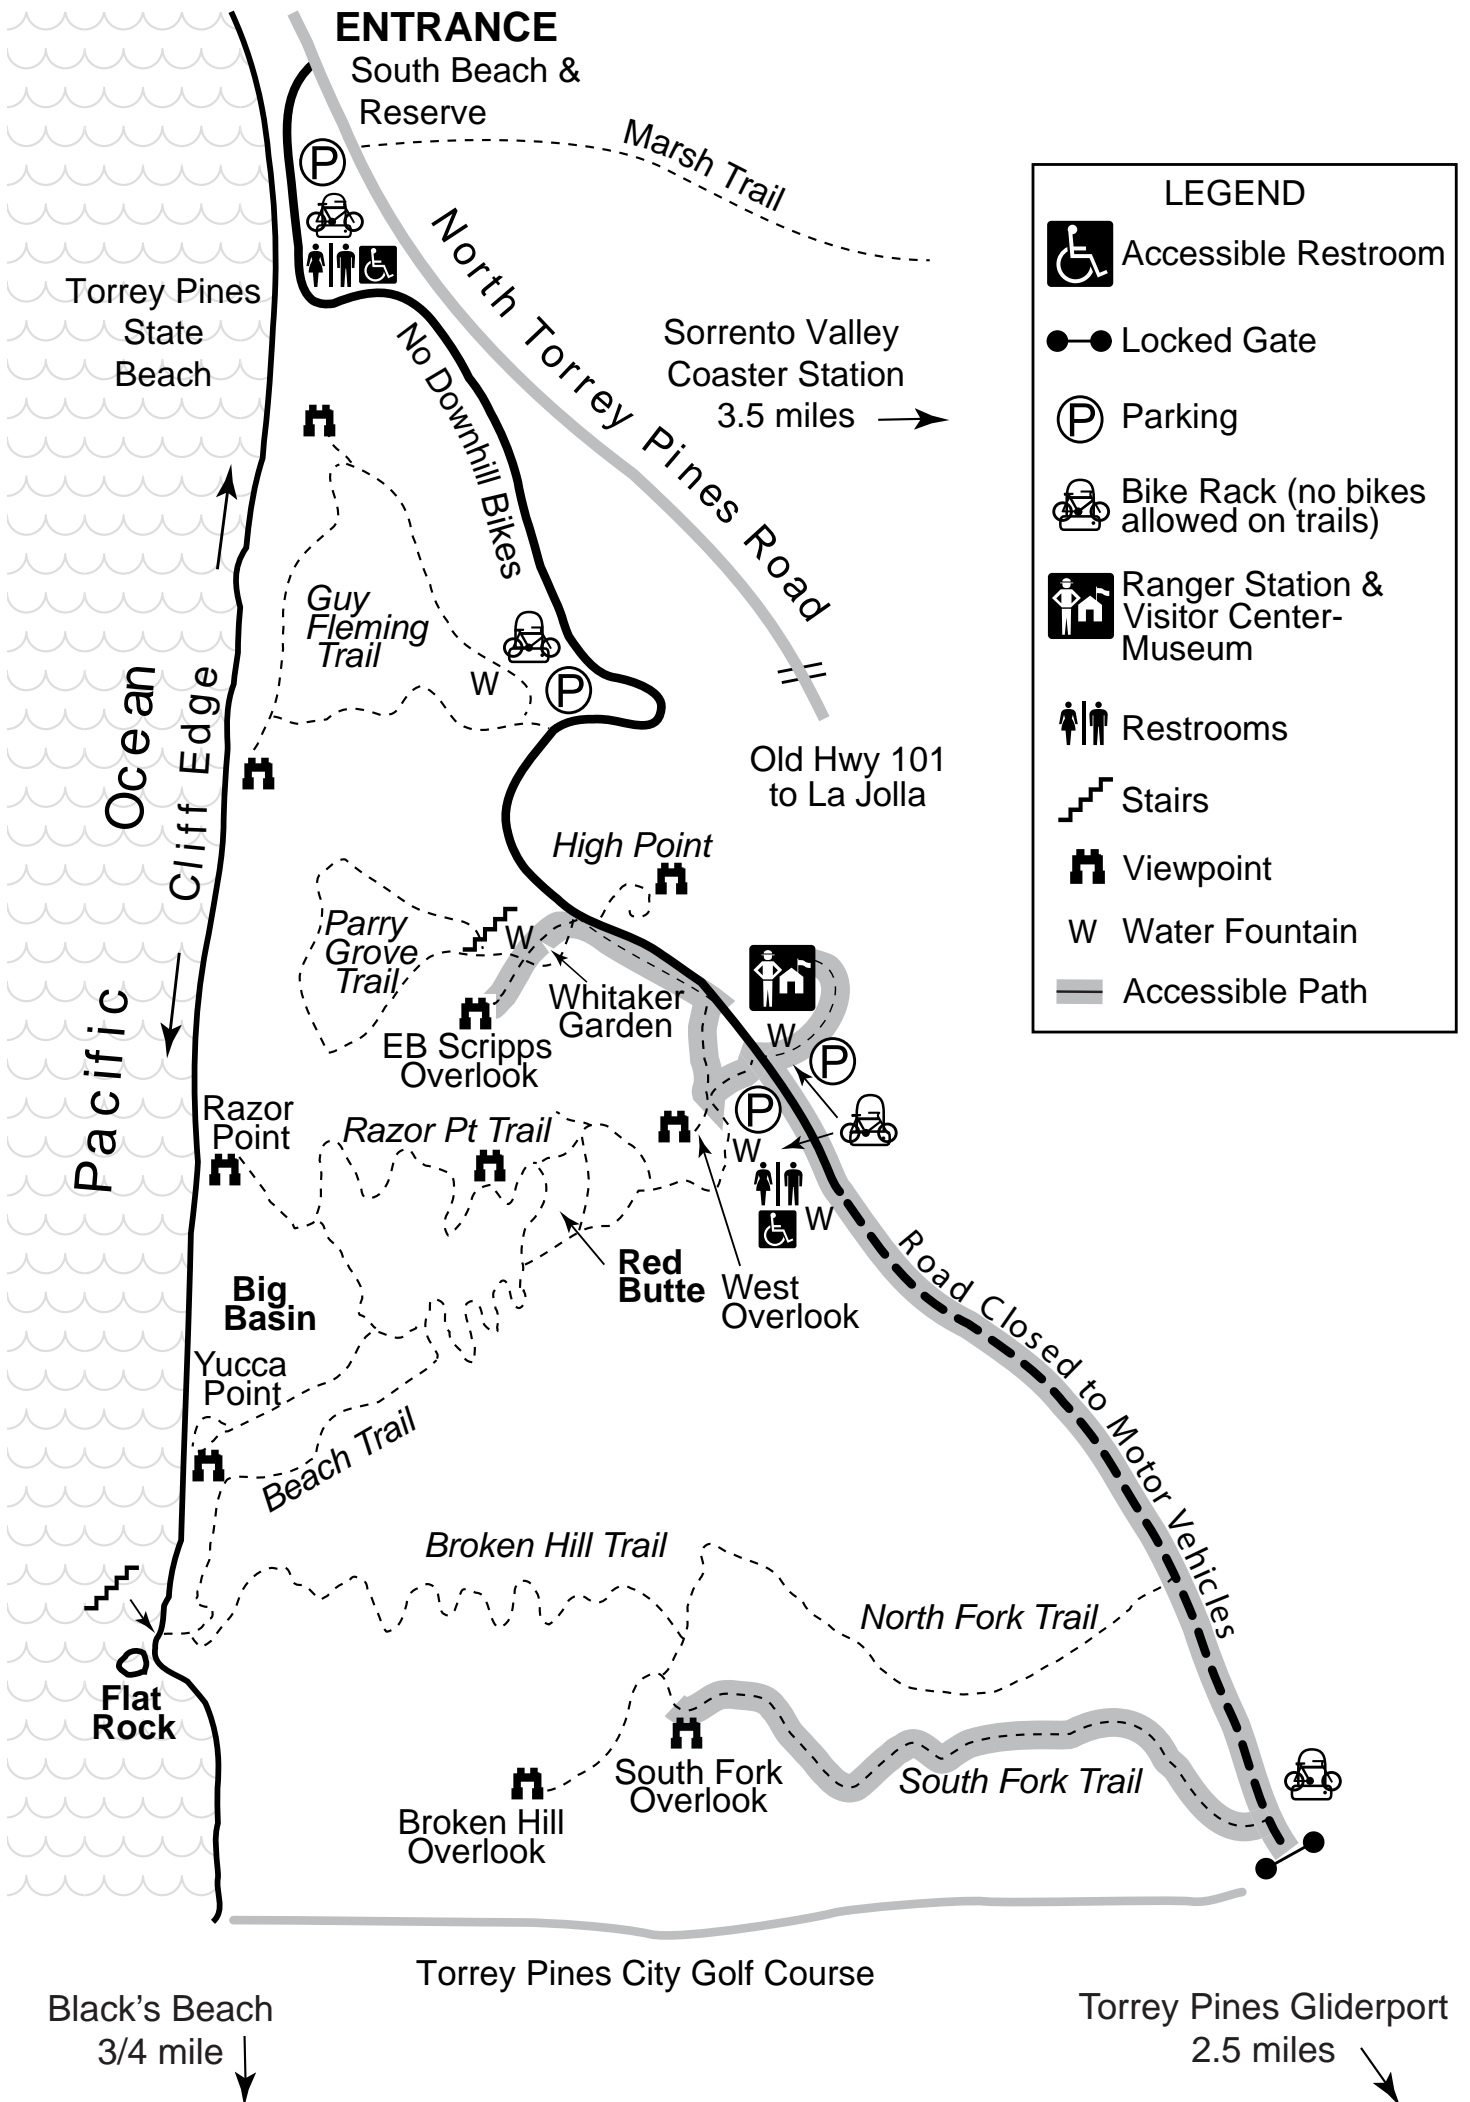 ENTRANCE
South Beach &
Reserve
Marsh Trail
P
North Torrey Pines Road
No Downhill Bikes
Torrey Pines
State
Beach
Sorrento Valley
Coaster Station
3.5 miles
LEGEND
Accessible Restroom
Locked Gate
P Parking
Bike Rack (no bikes
allowed on trails)
Ranger Station &
Visitor Center-
Museum
Restrooms
Stairs
Viewpoint
W Water Fountain
Accessible Path
Guy
Fleming
Trail
W
P
Pacific Ocean
Cliff Edge
Old Hwy 101
to La Jolla
High Point
Parry
Grove
Trail
W
Whitaker
Garden
EB Scripps
Overlook
W
P
P
W
W
Razor
Point
Razor Pt Trail
Red
Butte
West
Overlook
Big
Basin
Road Closed to Motor Vehicles
Yucca
Point
Beach Trail
Broken Hill Trail
North Fork Trail
Flat
Rock
South Fork
Overlook
South Fork Trail
Broken Hill
Overlook
Torrey Pines City Golf Course
Black's Beach
3/4 mile
Torrey Pines Gliderport
2.5 miles